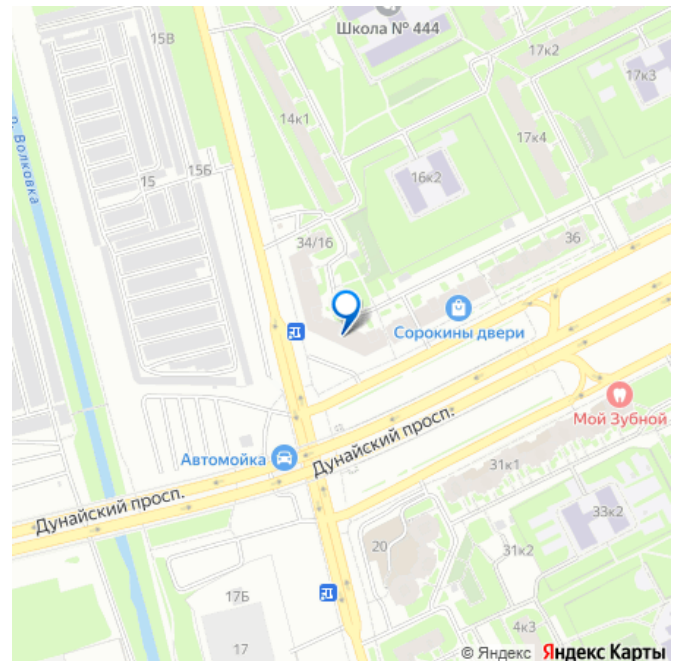 15В
Школа № 444
17к2
17к3
р. Волковка
14к1
17к4
15
15Б
16к2
34/16
36
Сорокины двери
Мой Зубной
Автомойка
Дунайский просп.
31к1
Дунайский просп.
33к2
20
31к2
17Б
4к3
17
© Яндекс Яндекс Карты